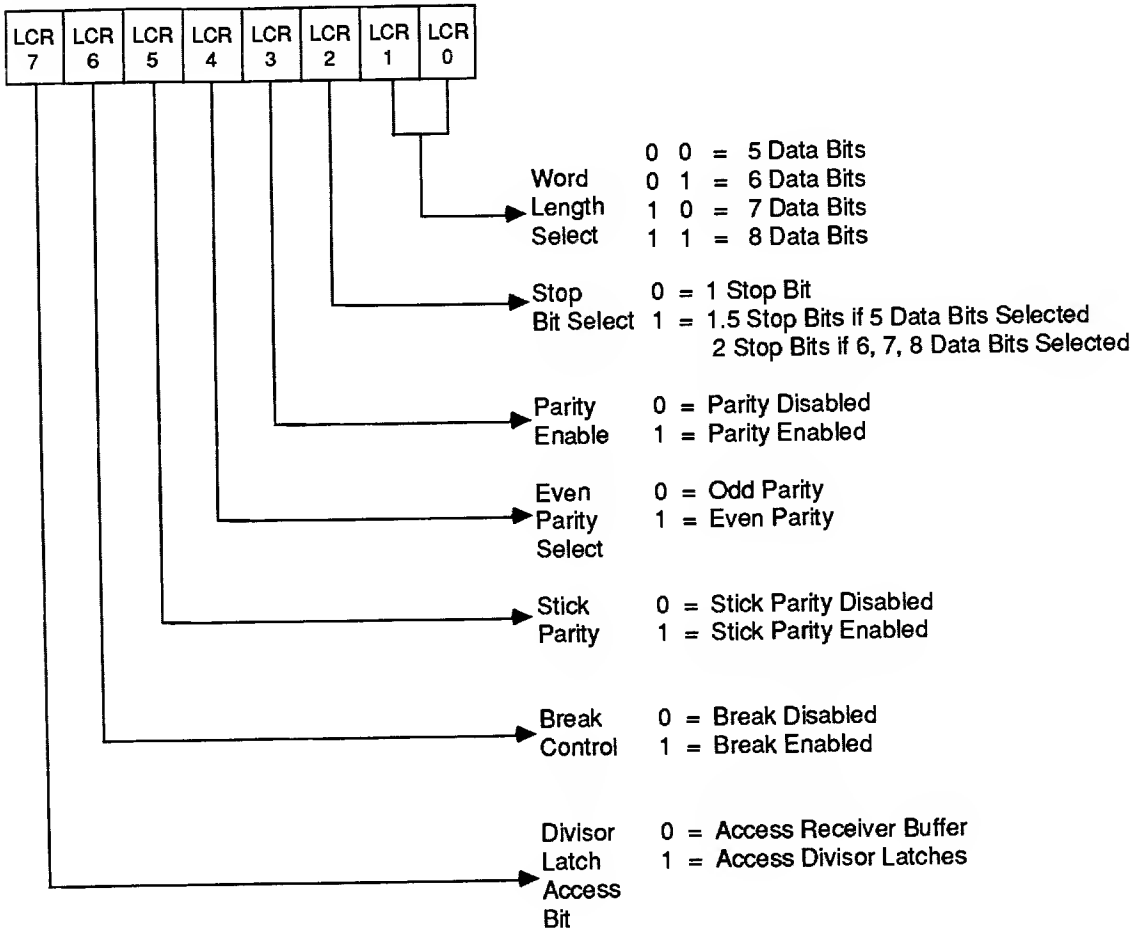 LCR LCR LCR LCR LCR LCR LCR LCR
7 6 5 4 3 2 1 0
0 0 = 5 Data Bits
Word 0 1 = 6 Data Bits
Length 1 0 = 7 Data Bits
Select 1 1 = 8 Data Bits
Stop 0 = 1 Stop Bit
Bit Select 1 = 1.5 Stop Bits if 5 Data Bits Selected
2 Stop Bits if 6, 7, 8 Data Bits Selected
Parity 0 = Parity Disabled
Enable 1 = Parity Enabled
Even 0 = Odd Parity
Parity 1 = Even Parity
Select
Stick 0 = Stick Parity Disabled
Parity 1 = Stick Parity Enabled
Break 0 = Break Disabled
Control 1 = Break Enabled
Divisor 0 = Access Receiver Buffer
Latch 1 = Access Divisor Latches
Access
Bit